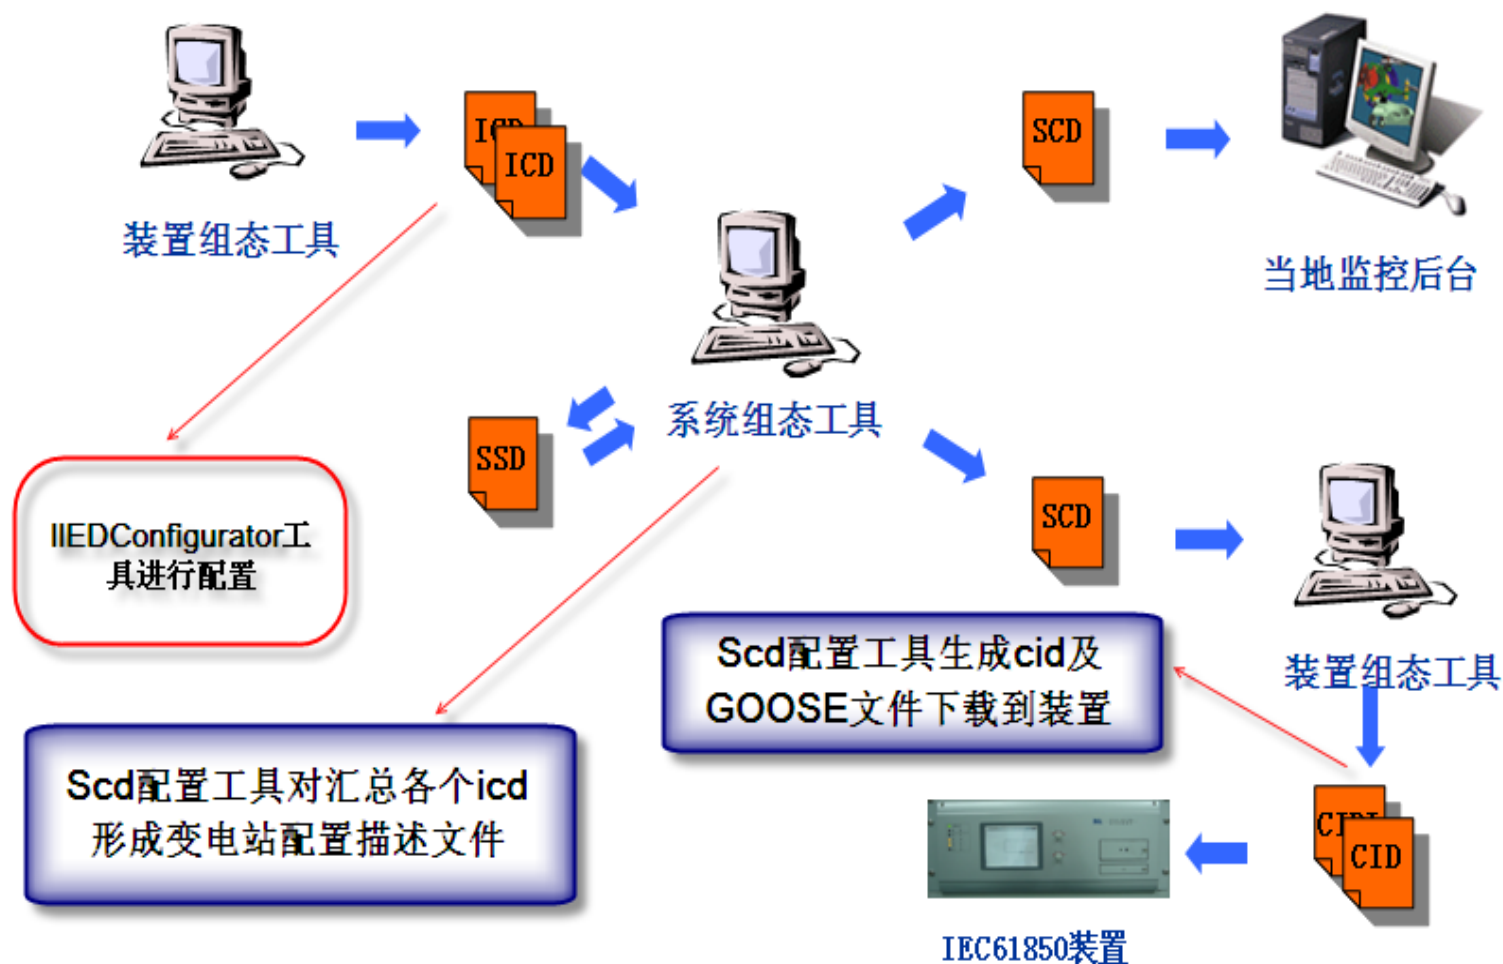 ICD
ICD
SCD
装置组态工具
当地监控后台
系统组态工具
SSD
SCD
IIEDConfigurator工
具进行配置
Scd配置工具生成cid及
GOOSE文件下载到装置
装置组态工具
Scd配置工具对汇总各个icd
形成变电站配置描述文件
CID
IEC61850装置